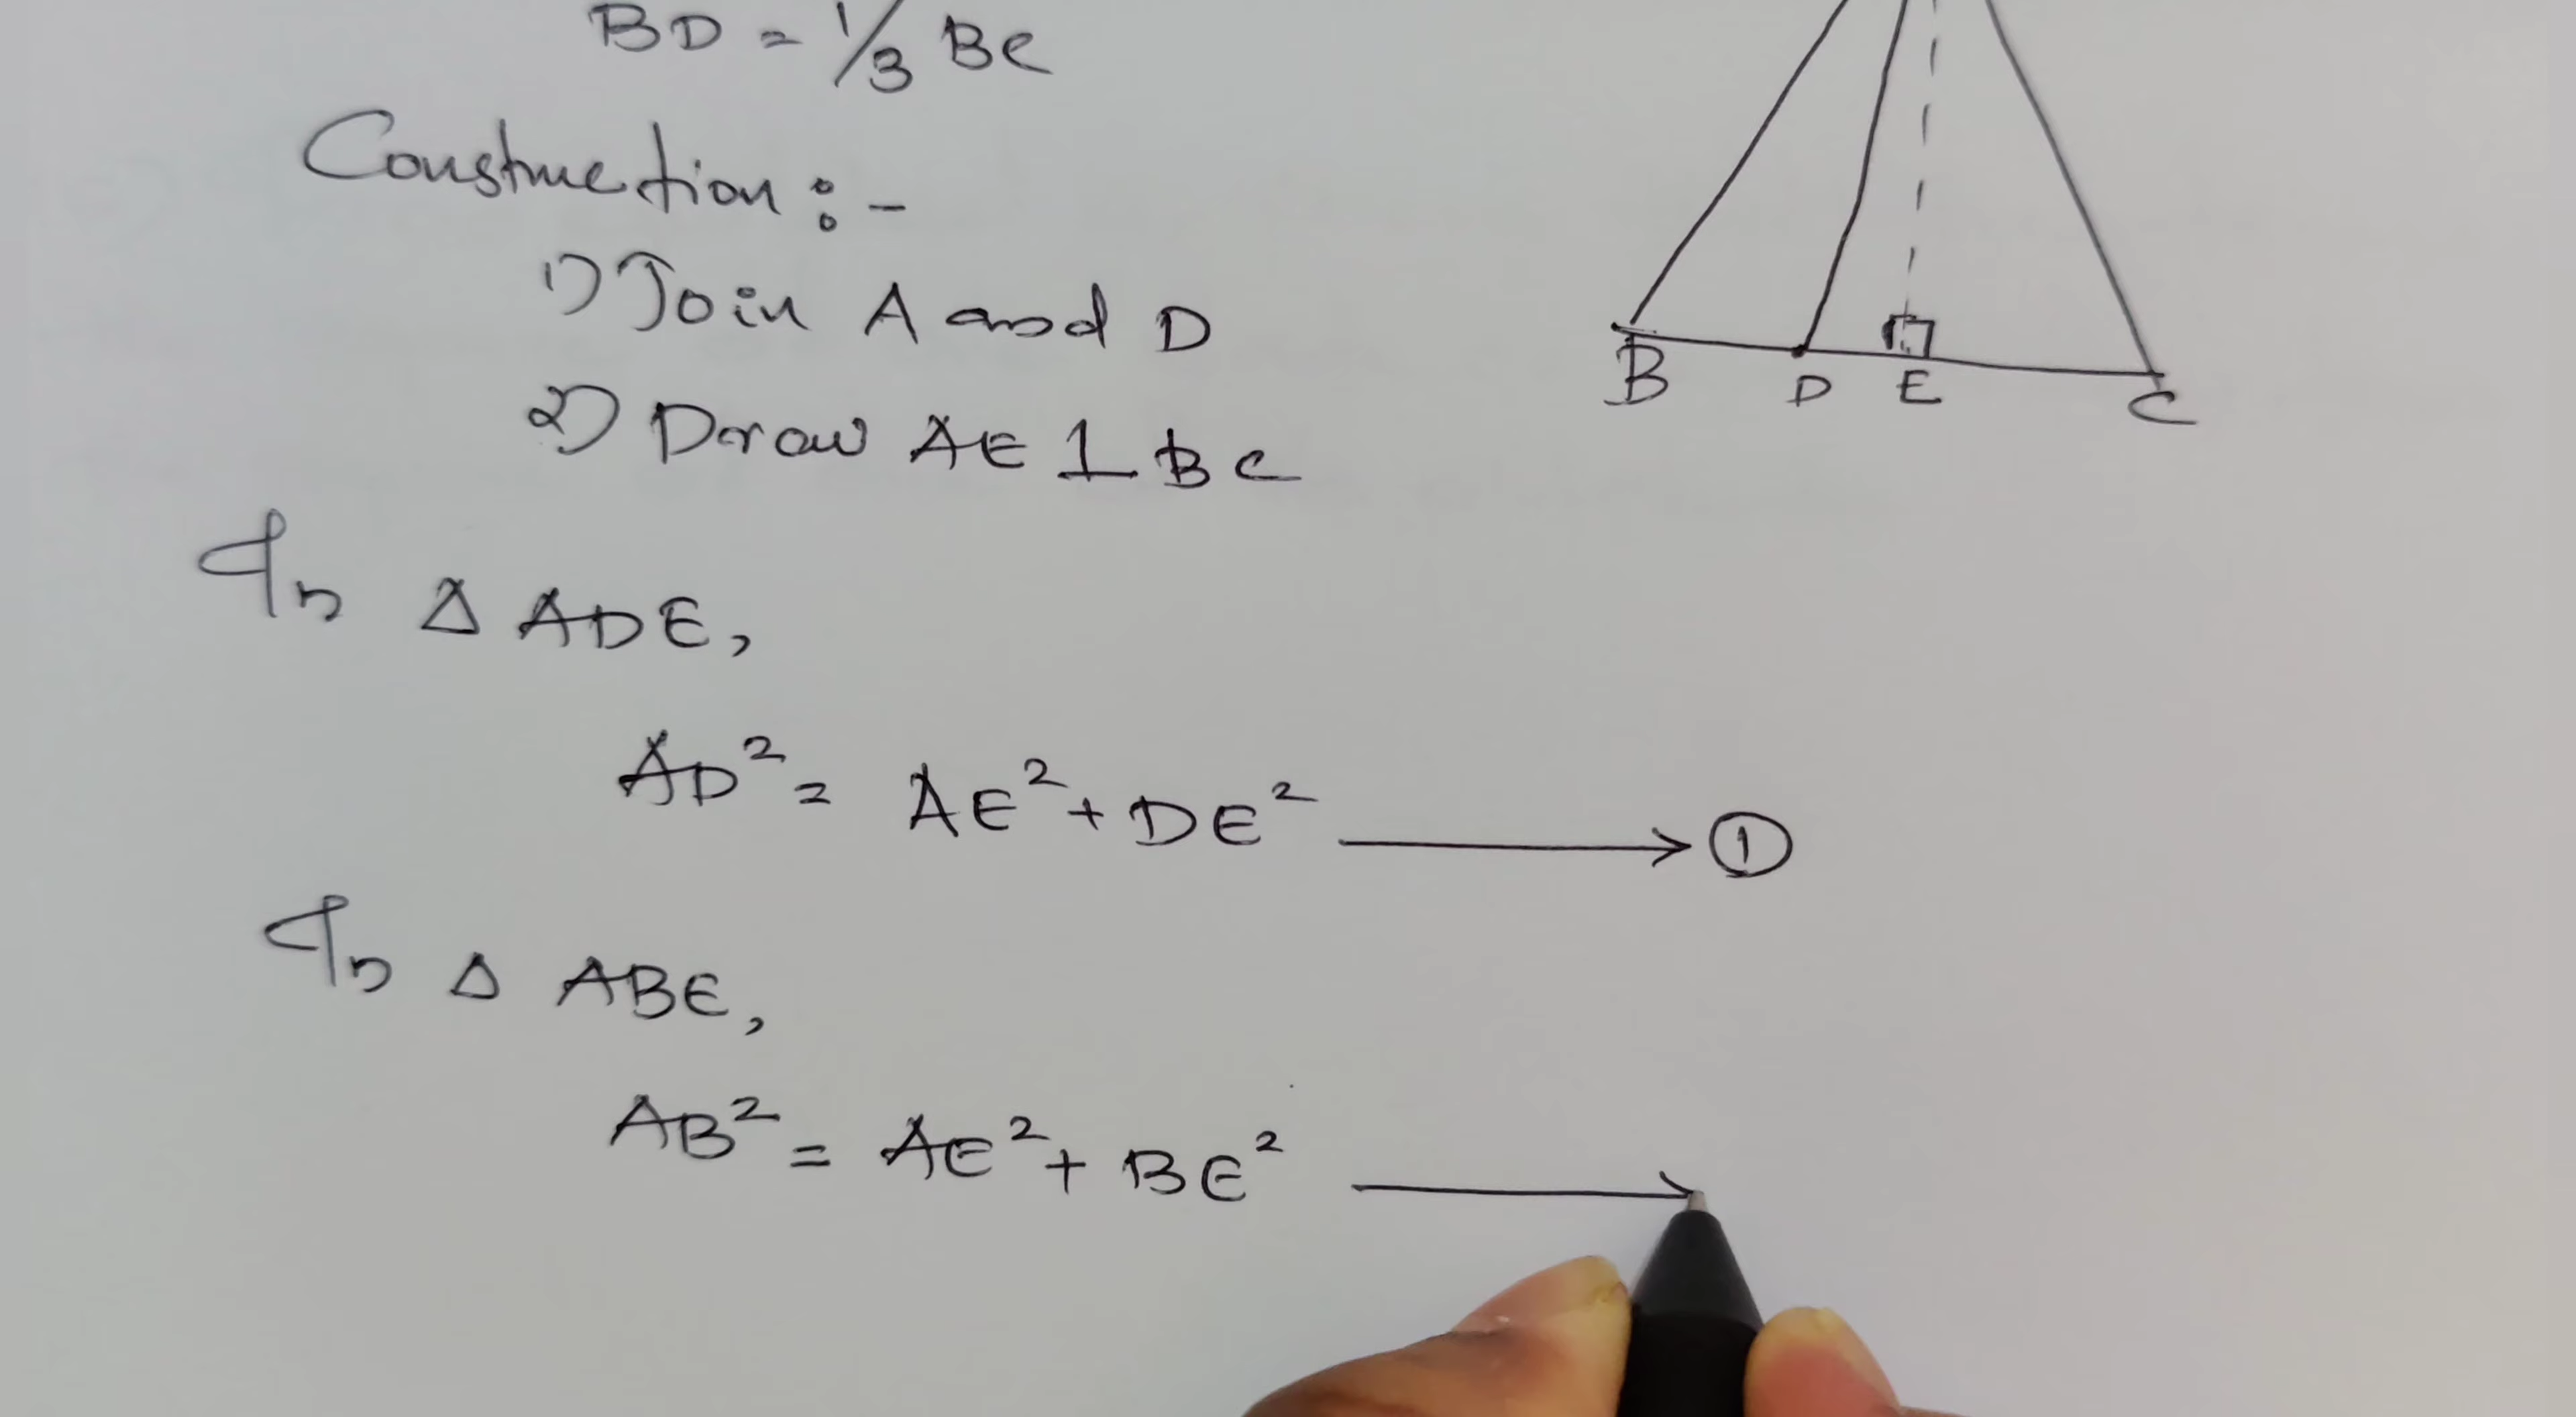 BD = 1/3 BC
Construction :-
1) Join A and D
2) Draw AE ⊥ BC
B D E C
In Δ ADE,
AD² = AE² + DE² ⟶ ①
In Δ ABE,
AB² = AE² + BE² ⟶